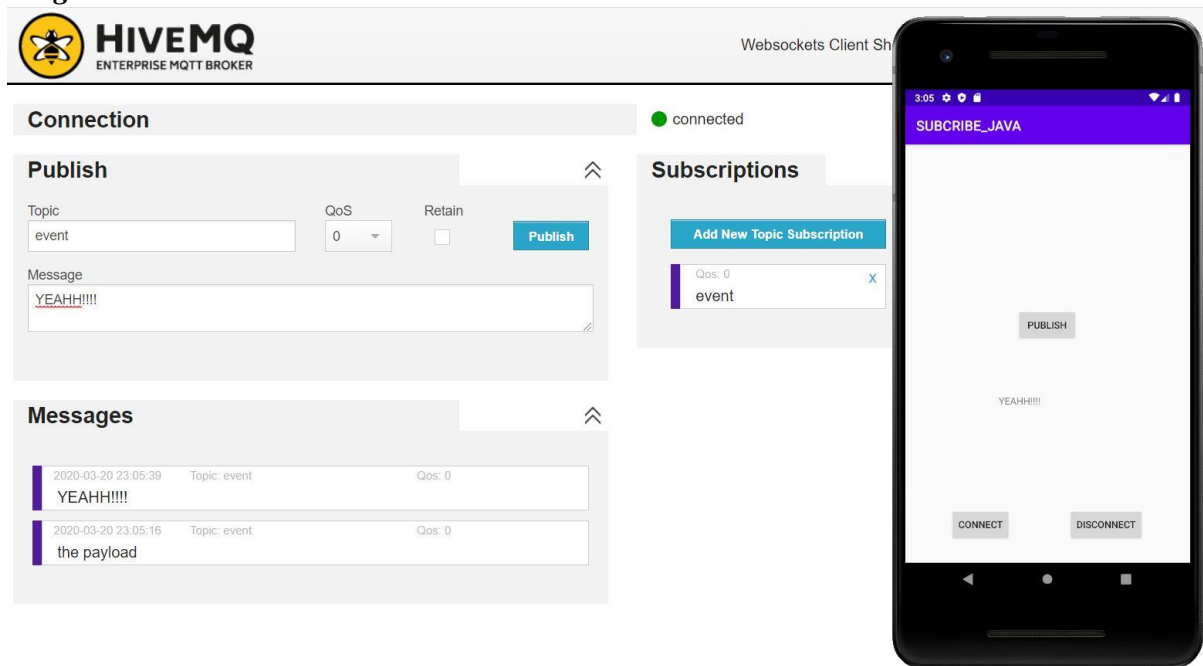 HIVEMQ
ENTERPRISE MQTT BROKER
Websockets Client Sh
Connection
connected
Publish
Topic
QoS
Retain
event
0
Publish
Message
YEAHH!!!!
Subscriptions
Add New Topic Subscription
Qos: 0
x
event
Messages
2020-03-20 23:05:39 Topic: event Qos: 0
YEAHH!!!!
2020-03-20 23:05:16 Topic: event Qos: 0
the payload
3:05
SUBCRIBE_JAVA
PUBLISH
YEAHH!!!!
CONNECT
DISCONNECT